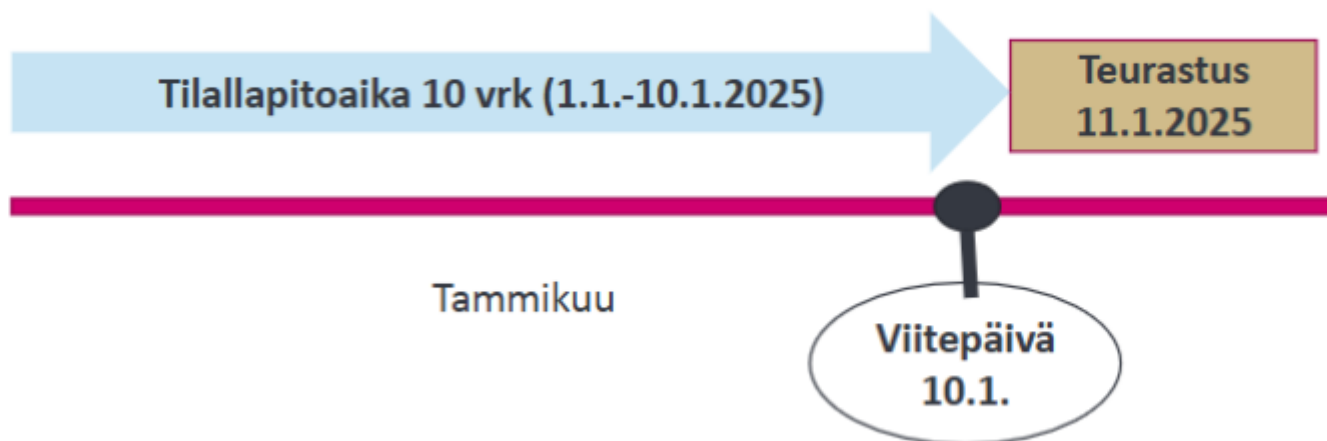 Tilallapitoaika 10 vrk (1.1.-10.1.2025)
Teurastus
11.1.2025
Tammikuu
Viitepäivä
10.1.